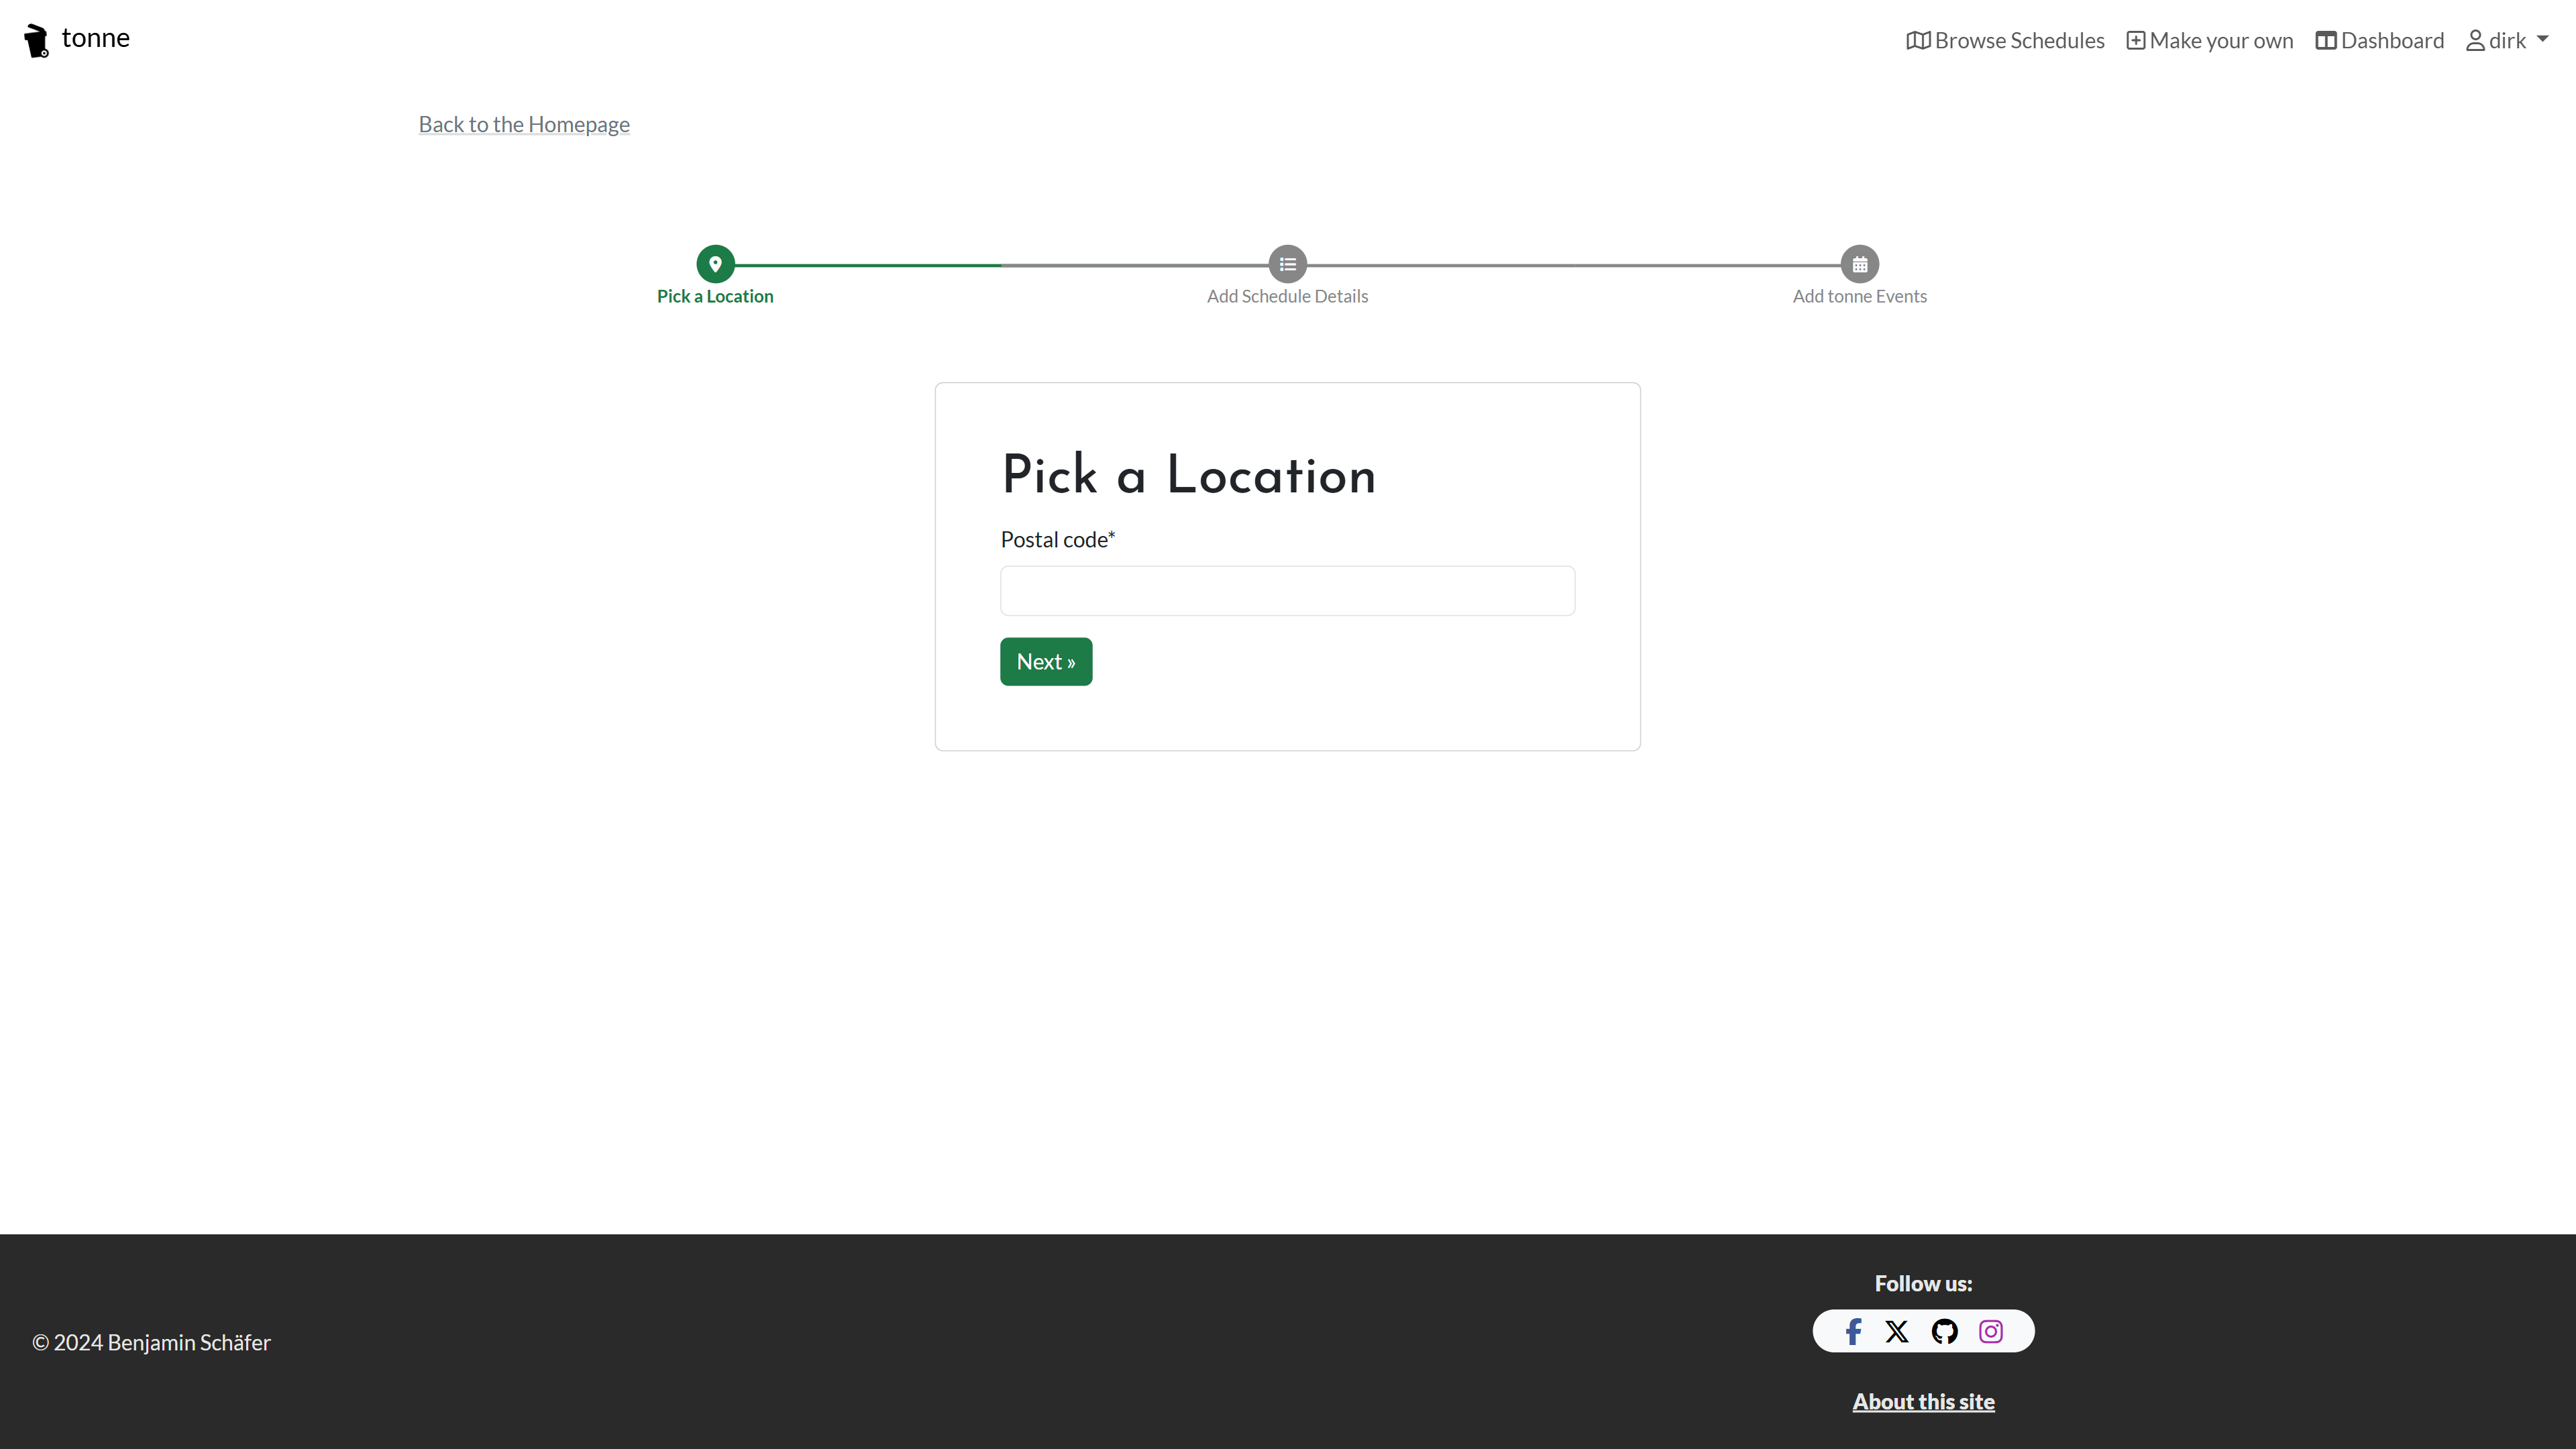 tonne
Browse Schedules
Make your own
Dashboard
dirk
Back to the Homepage
Pick a Location
Add Schedule Details
Add tonne Events
Pick a Location
Postal code*
Next »
© 2024 Benjamin Schäfer
Follow us:
About this site